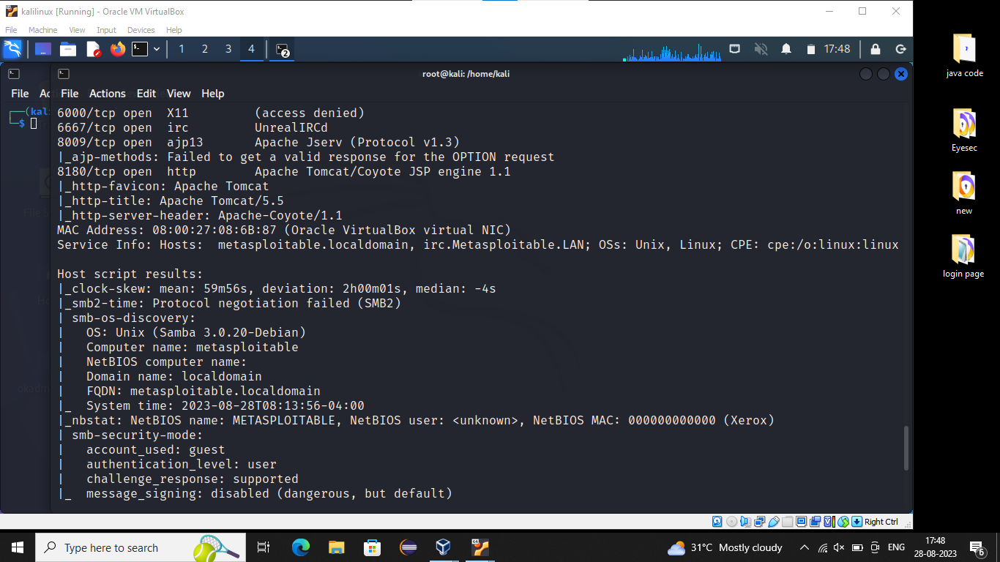 kalilinux [Running] - Oracle VM VirtualBox
File Machine View Input Devices Help
1 2 3 4 2 17:48
root@kali: /home/kali
File Actions Edit View Help
File
(kal
$
6000/tcp open X11 (access denied)
6667/tcp open irc UnrealIRCd
8009/tcp open ajp13 Apache Jserv (Protocol v1.3)
|_ajp-methods: Failed to get a valid response for the OPTION request
8180/tcp open http Apache Tomcat/Coyote JSP engine 1.1
|_http-favicon: Apache Tomcat
|_http-title: Apache Tomcat/5.5
|_http-server-header: Apache-Coyote/1.1
MAC Address: 08:00:27:08:6B:87 (Oracle VirtualBox virtual NIC)
Service Info: Hosts: metasploitable.localdomain, irc.Metasploitable.LAN; OSs: Unix, Linux; CPE: cpe:/o:linux:linux
Host script results:
|_clock-skew: mean: 59m56s, deviation: 2h00m01s, median: -4s
|_smb2-time: Protocol negotiation failed (SMB2)
| smb-os-discovery:
|   OS: Unix (Samba 3.0.20-Debian)
|   Computer name: metasploitable
|   NetBIOS computer name:
|   Domain name: localdomain
|   FQDN: metasploitable.localdomain
|_  System time: 2023-08-28T08:13:56-04:00
|_nbstat: NetBIOS name: METASPLOITABLE, NetBIOS user: <unknown>, NetBIOS MAC: 000000000000 (Xerox)
| smb-security-mode:
|   account_used: guest
|   authentication_level: user
|   challenge_response: supported
|_  message_signing: disabled (dangerous, but default)
Right Ctrl
java code
Eyesec
new
login page
Type here to search
31°C Mostly cloudy
ENG
17:48
28-08-2023
6